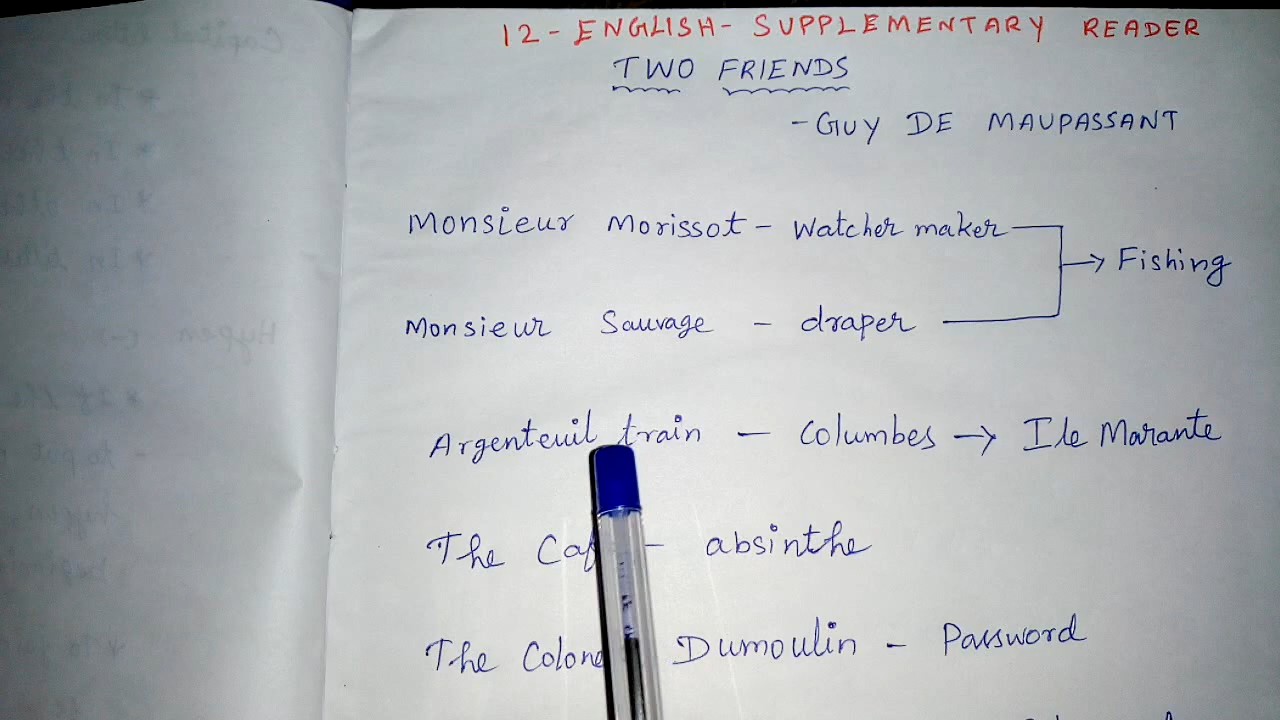 12-ENGLISH-SUPPLEMENTARY READER
TWO FRIENDS
-GUY DE MAUPASSANT
Monsieur Morissot - Watcher maker
→ Fishing
Monsieur Sauvage - draper
Argenteuil train - Columbes → Ile Marante
The - absinthe
The Dumoulin - Password